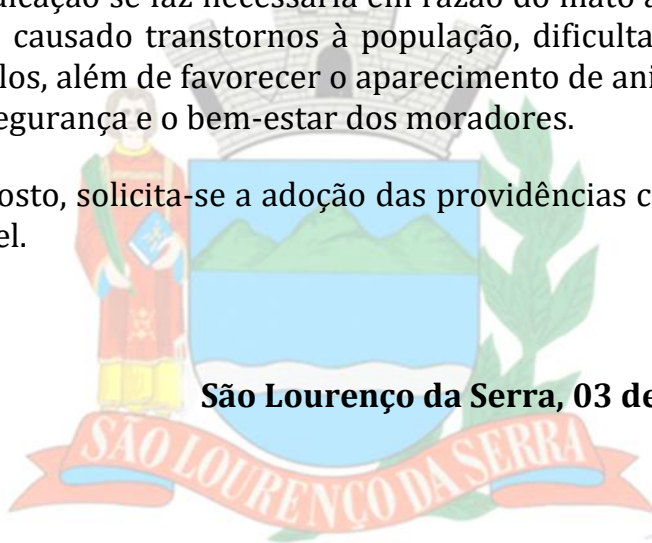 dicação se faz necessária em razão do mato a
causado transtornos à população, dificulta
los, além de favorecer o aparecimento de ani
egurança e o bem-estar dos moradores.
osto, solicita-se a adoção das providências c
el.
São Lourenço da Serra, 03 de
SÃO LOURENÇO DA SERRA